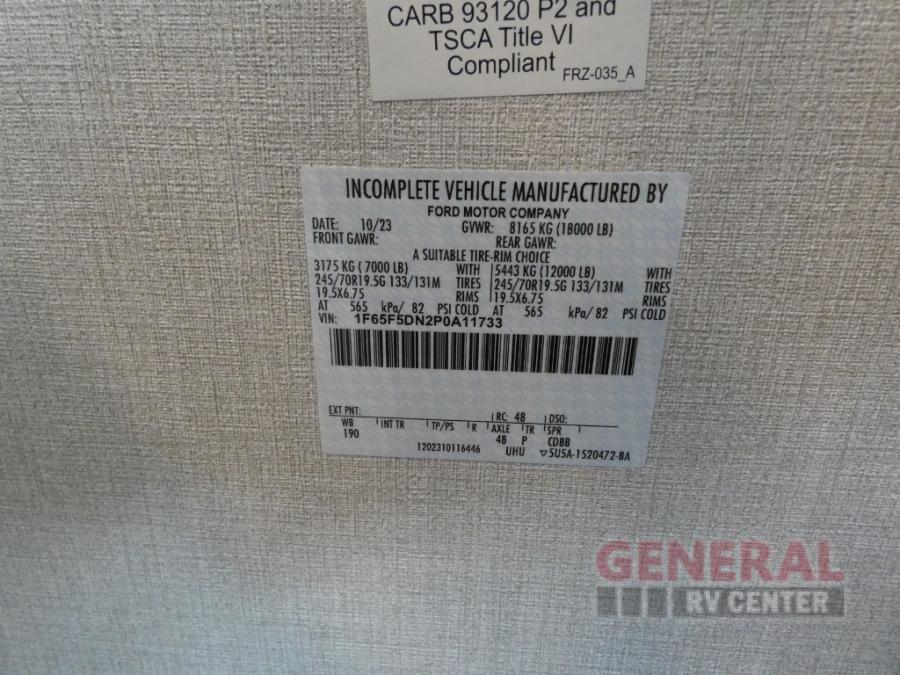 CARB 93120 P2 and
TSCA Title VI
Compliant
FRZ-035_A
INCOMPLETE VEHICLE MANUFACTURED BY
FORD MOTOR COMPANY
DATE: 10/23 GVWR: 8165 KG (18000 LB)
FRONT GAWR: REAR GAWR:
A SUITABLE TIRE-RIM CHOICE
3175 KG ( 7000 LB) WITH 5443 KG (12000 LB) WITH
245/70R19.5G 133/131M TIRES 245/70R19.5G 133/131M TIRES
19.5X6.75 RIMS 19.5X6.75 RIMS
AT 565 kPa/ 82 PSI COLD AT 565 kPa/ 82 PSI COLD
VIN: 1F65F5DN2P0A11733
EXT PNT: RC: 48 DSO:
WB INT TR TP/PS R AXLE TR SPR
190 48 P CDBB
1202310116446 UHU ▽5U5A-1520472-BA
GENERAL
RV CENTER